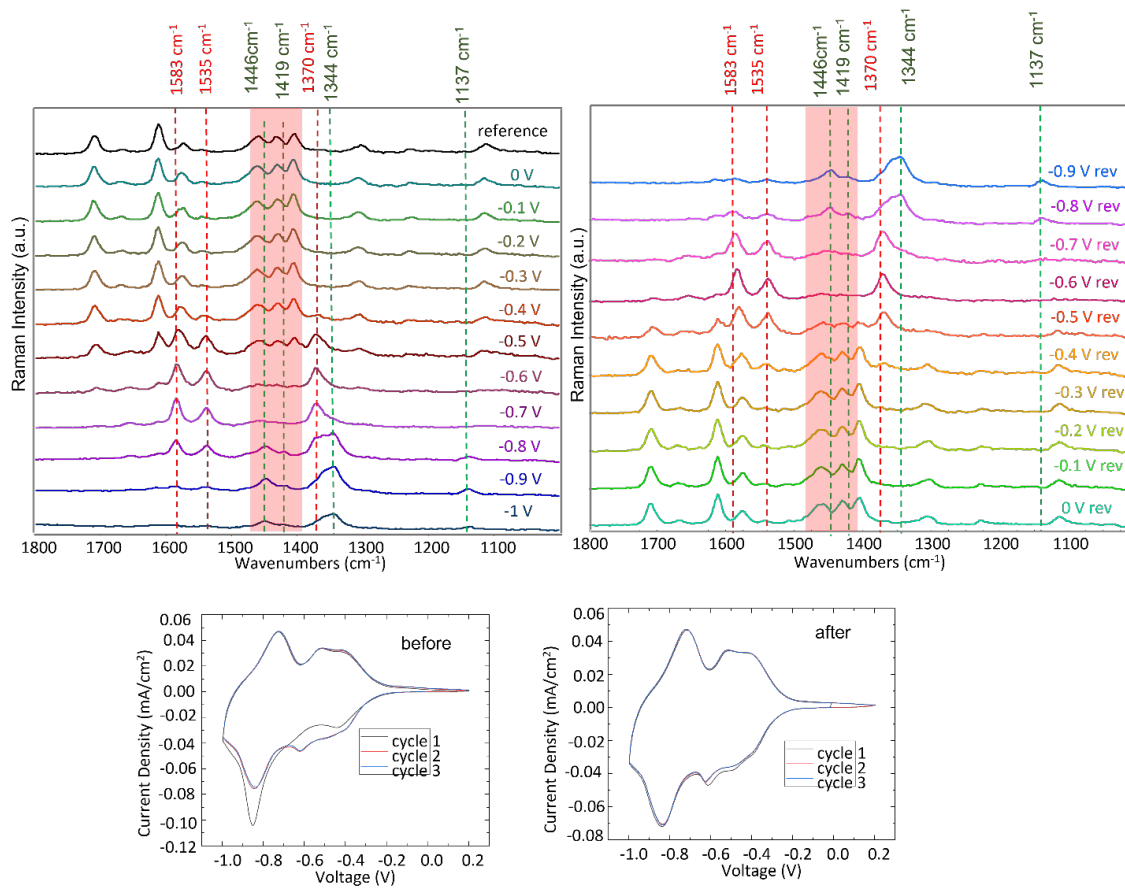 1583 cm-1
1535 cm-1
1446cm-1
1419 cm-1
1370 cm-1
1344 cm-1
1137 cm-1
reference
0 V
-0.1 V
-0.2 V
-0.3 V
-0.4 V
-0.5 V
-0.6 V
-0.7 V
-0.8 V
-0.9 V
-1 V
Raman Intensity (a.u.)
1800 1700 1600 1500 1400 1300 1200 1100
Wavenumbers (cm-1)
1583 cm-1
1535 cm-1
1446cm-1
1419 cm-1
1370 cm-1
1344 cm-1
1137 cm-1
-0.9 V rev
-0.8 V rev
-0.7 V rev
-0.6 V rev
-0.5 V rev
-0.4 V rev
-0.3 V rev
-0.2 V rev
-0.1 V rev
0 V rev
Raman Intensity (a.u.)
1800 1700 1600 1500 1400 1300 1200 1100
Wavenumbers (cm-1)
before
0.06
0.04
0.02
0.00
-0.02
-0.04
-0.06
-0.08
-0.10
-0.12
Current Density (mA/cm2)
cycle 1
cycle 2
cycle 3
-1.0 -0.8 -0.6 -0.4 -0.2 0.0 0.2
Voltage (V)
after
0.06
0.04
0.02
0.00
-0.02
-0.04
-0.06
-0.08
Current Density (mA/cm2)
cycle 1
cycle 2
cycle 3
-1.0 -0.8 -0.6 -0.4 -0.2 0.0 0.2
Voltage (V)